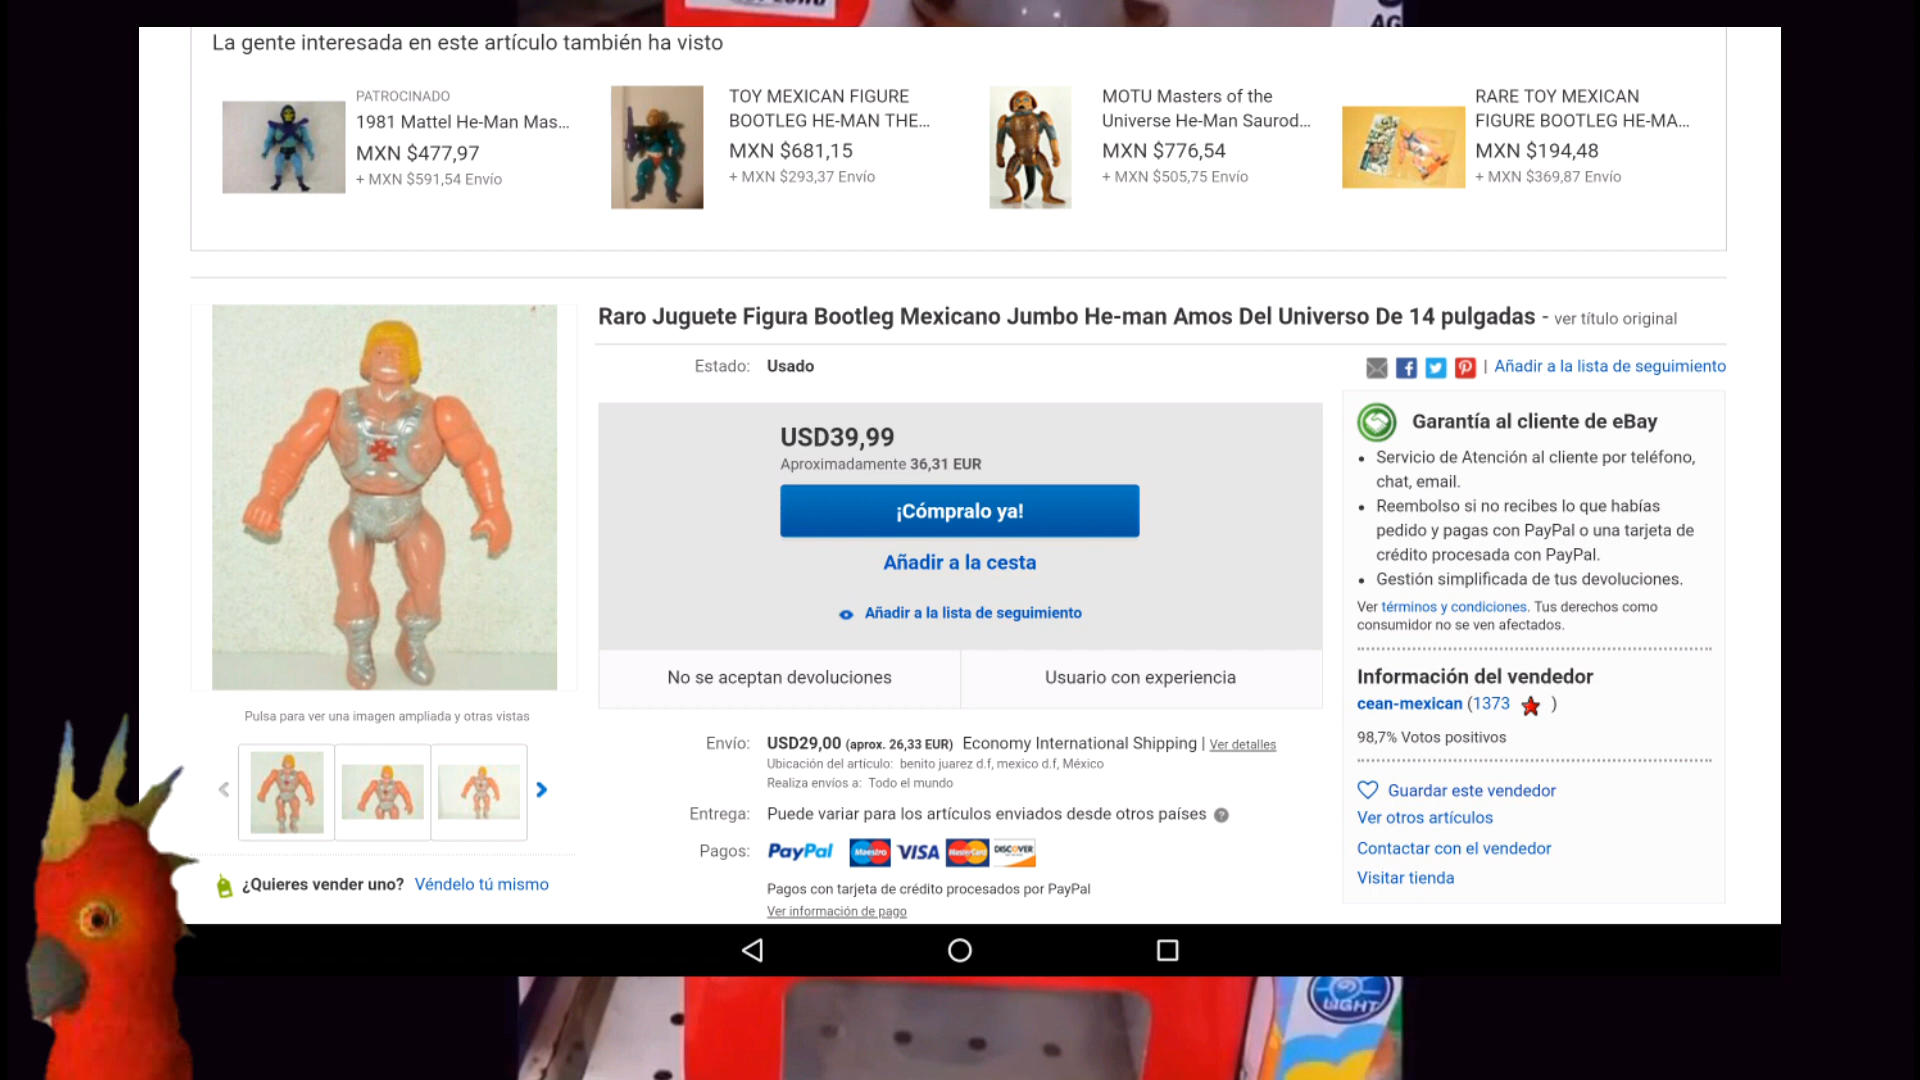 La gente interesada en este artículo también ha visto
PATROCINADO
1981 Mattel He-Man Mas...
MXN $477,97
+ MXN $591,54 Envío
TOY MEXICAN FIGURE
BOOTLEG HE-MAN THE...
MXN $681,15
+ MXN $293,37 Envío
MOTU Masters of the
Universe He-Man Saurod...
MXN $776,54
+ MXN $505,75 Envío
RARE TOY MEXICAN
FIGURE BOOTLEG HE-MA...
MXN $194,48
+ MXN $369,87 Envío
Raro Juguete Figura Bootleg Mexicano Jumbo He-man Amos Del Universo De 14 pulgadas - ver título original
Estado: Usado
| Añadir a la lista de seguimiento
USD39,99
Aproximadamente 36,31 EUR
¡Cómpralo ya!
Añadir a la cesta
Añadir a la lista de seguimiento
No se aceptan devoluciones
Usuario con experiencia
Pulsa para ver una imagen ampliada y otras vistas
¿Quieres vender uno? Véndelo tú mismo
Envío: USD29,00 (aprox. 26,33 EUR) Economy International Shipping | Ver detalles
Ubicación del artículo: benito juarez d.f, mexico d.f, México
Realiza envíos a: Todo el mundo
Entrega: Puede variar para los artículos enviados desde otros países ?
Pagos: PayPal Maestro VISA MasterCard DISCOVER
Pagos con tarjeta de crédito procesados por PayPal
Ver información de pago
Garantía al cliente de eBay
• Servicio de Atención al cliente por teléfono,
chat, email.
• Reembolso si no recibes lo que habías
pedido y pagas con PayPal o una tarjeta de
crédito procesada con PayPal.
• Gestión simplificada de tus devoluciones.
Ver términos y condiciones. Tus derechos como
consumidor no se ven afectados.
Información del vendedor
cean-mexican (1373 )
98,7% Votos positivos
Guardar este vendedor
Ver otros artículos
Contactar con el vendedor
Visitar tienda
LIGHT